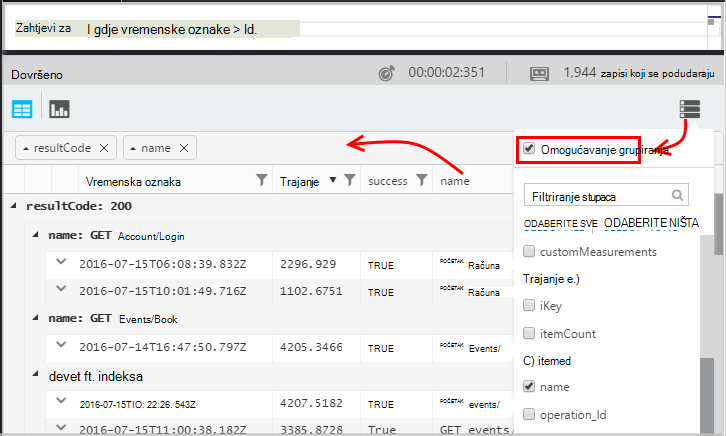 Zahtjevi za I gdje vremenske oznake > Id.
Dovršeno 00:00:02:351 1,944 zapisi koji se podudaraju
resultCode × name ×
Omogućavanje grupiranja
Vremenska oznaka Trajanje success name
Filtriranje stupaca
resultCode: 200
ODABERITE SVE ODABERITE NIŠTA
name: GET Account/Login
customMeasurements
2016-07-15T06:08:39.832Z 2296.929 TRUE POČETAK Računa
Trajanje e.)
2016-07-15T10:01:49.716Z 1102.6751 TRUE POČETAK Računa
iKey
name: GET Events/Book
itemCount
2016-07-14T16:47:50.797Z 4205.3466 TRUE POČETAK Events/
C) itemed
devet ft. indeksa
name
2016-07-15TIO: 22:26. 543Z 4207.5182 TRUE POČETAK events/
operation_Id
2016-07-15T11:00:38.182Z 3385.8728 True GET events/